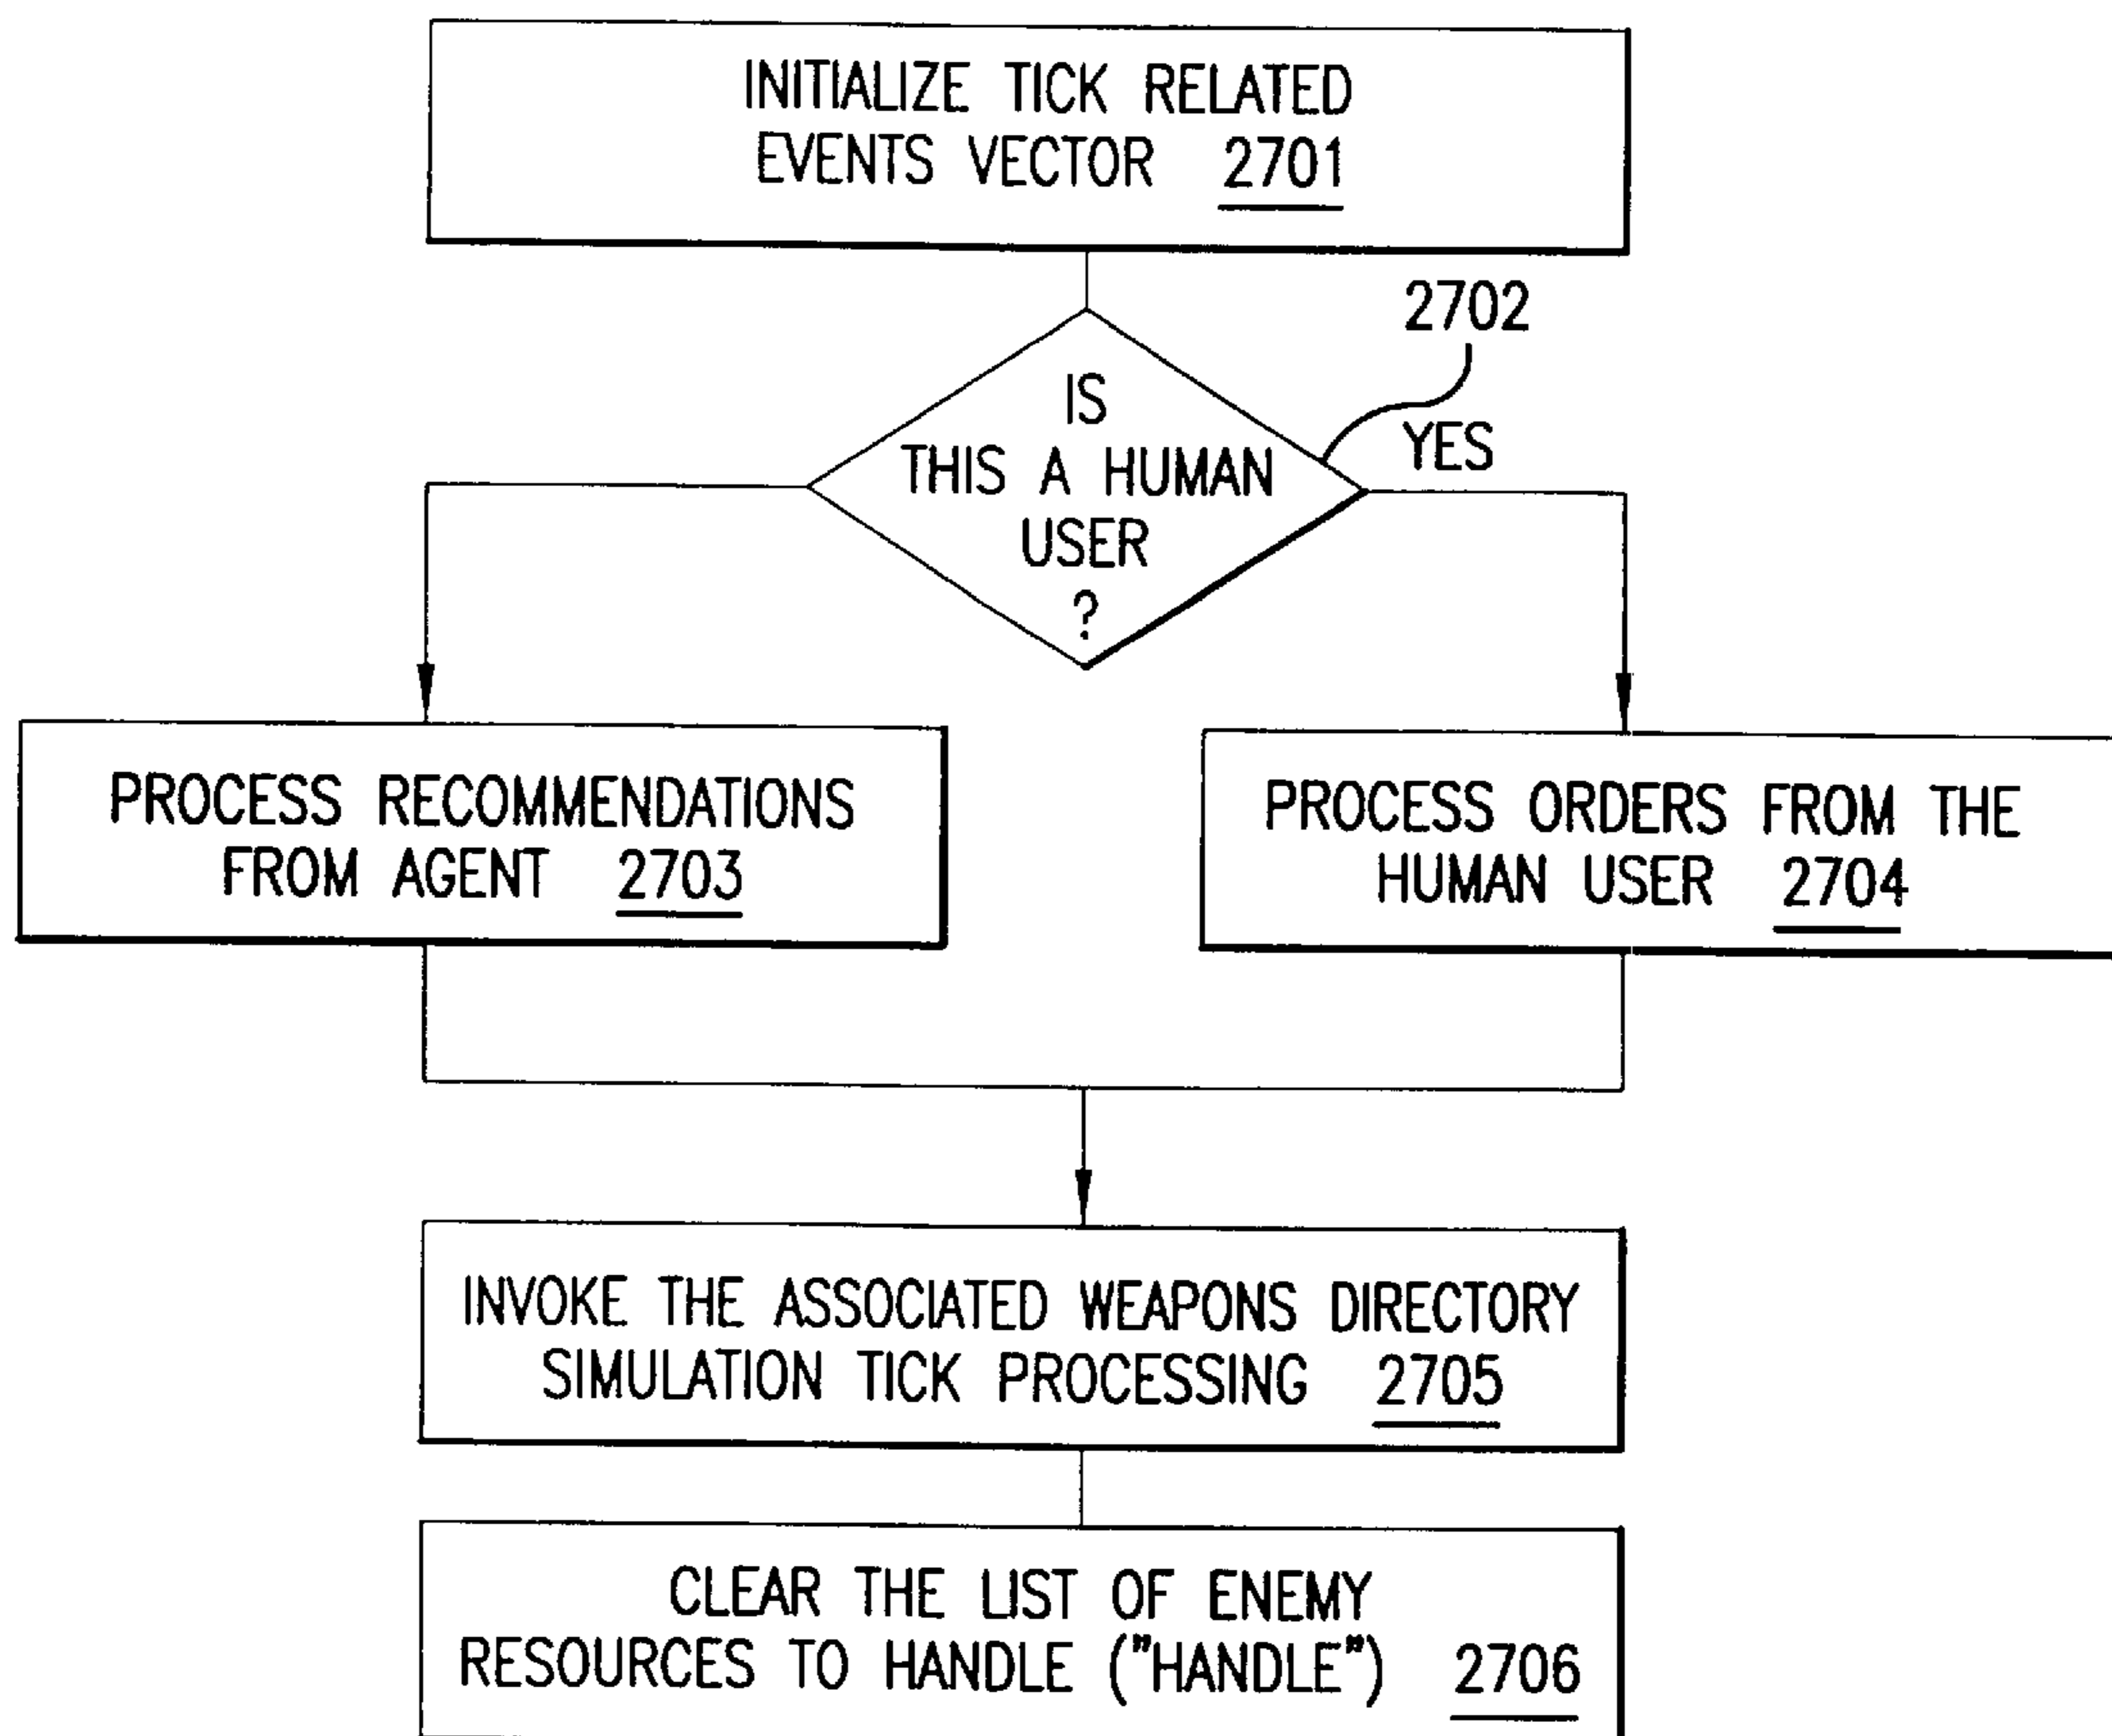 INITIALIZE TICK RELATED
EVENTS VECTOR 2701
2702
IS
THIS A HUMAN
USER
?
YES
PROCESS RECOMMENDATIONS
FROM AGENT 2703
PROCESS ORDERS FROM THE
HUMAN USER 2704
INVOKE THE ASSOCIATED WEAPONS DIRECTORY
SIMULATION TICK PROCESSING 2705
CLEAR THE LIST OF ENEMY
RESOURCES TO HANDLE ("HANDLE") 2706